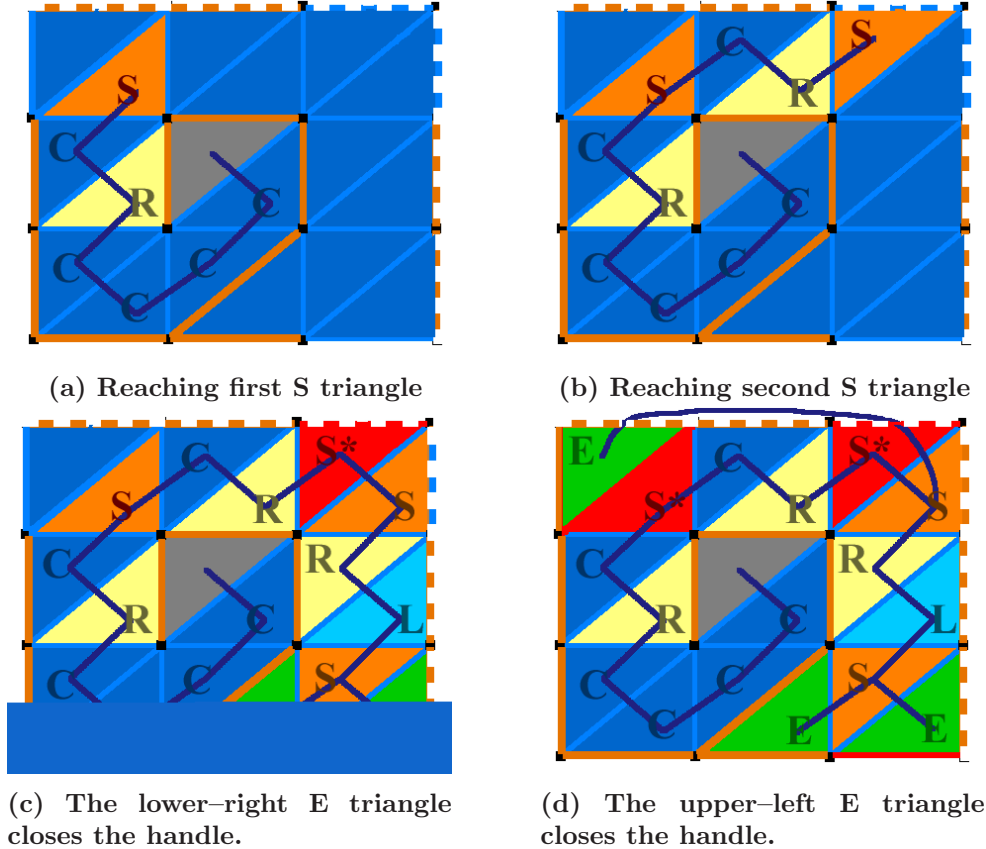 S C
C S R
C C
R C R C
C C C C
C C
(a) Reaching first S triangle (b) Reaching second S triangle
C S* E C S*
S R S S* R S
C R C R
R C L R C L
C C S C C S
C E E
(c) The lower–right E triangle
closes the handle.
(d) The upper–left E triangle
closes the handle.